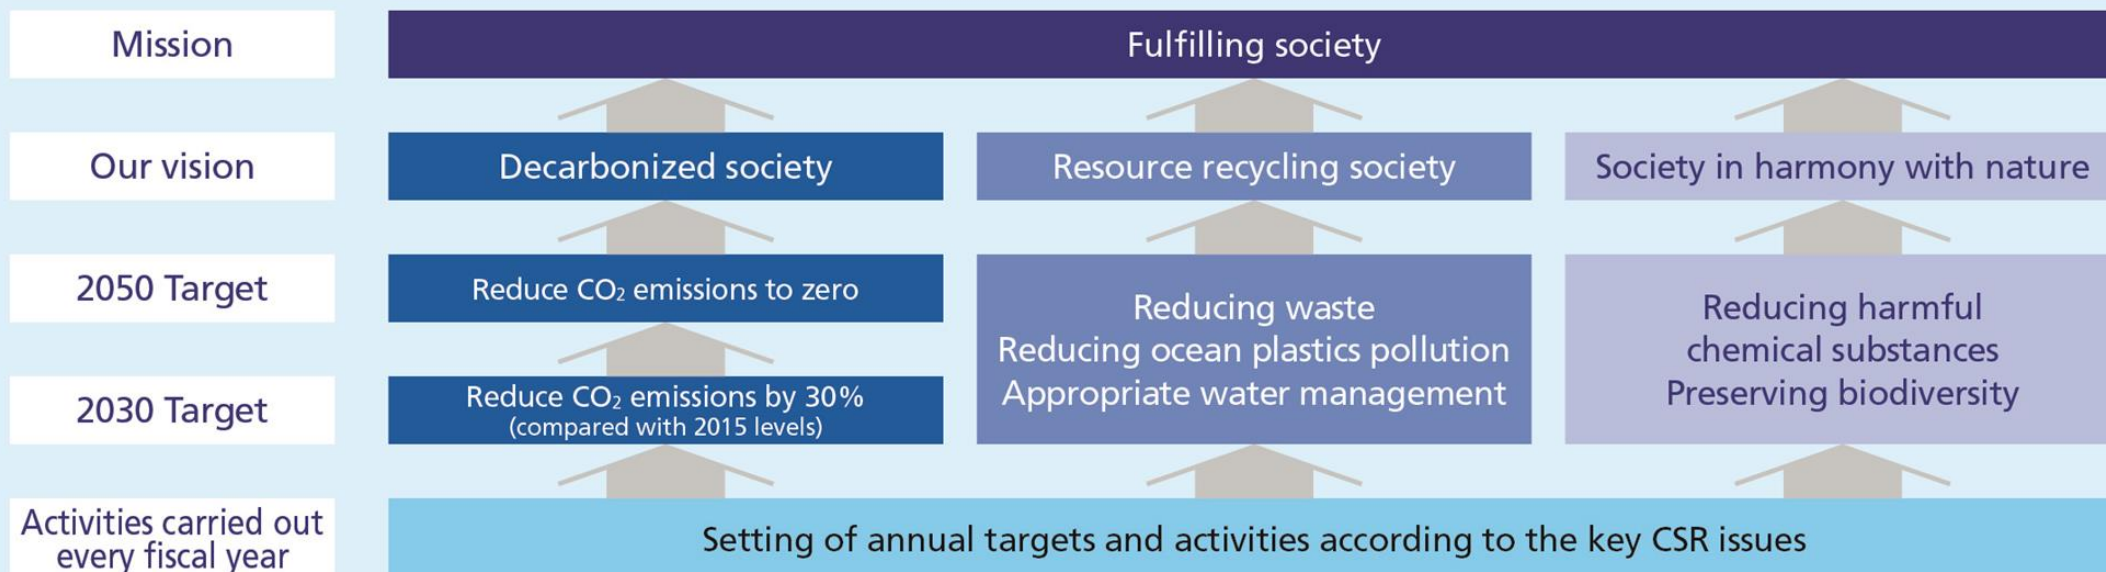 Mission
Fulfilling society
Our vision
Decarbonized society
Resource recycling society
Society in harmony with nature
2050 Target
Reduce CO₂ emissions to zero
2030 Target
Reduce CO₂ emissions by 30%
(compared with 2015 levels)
Reducing waste
Reducing ocean plastics pollution
Appropriate water management
Reducing harmful
chemical substances
Preserving biodiversity
Activities carried out
every fiscal year
Setting of annual targets and activities according to the key CSR issues